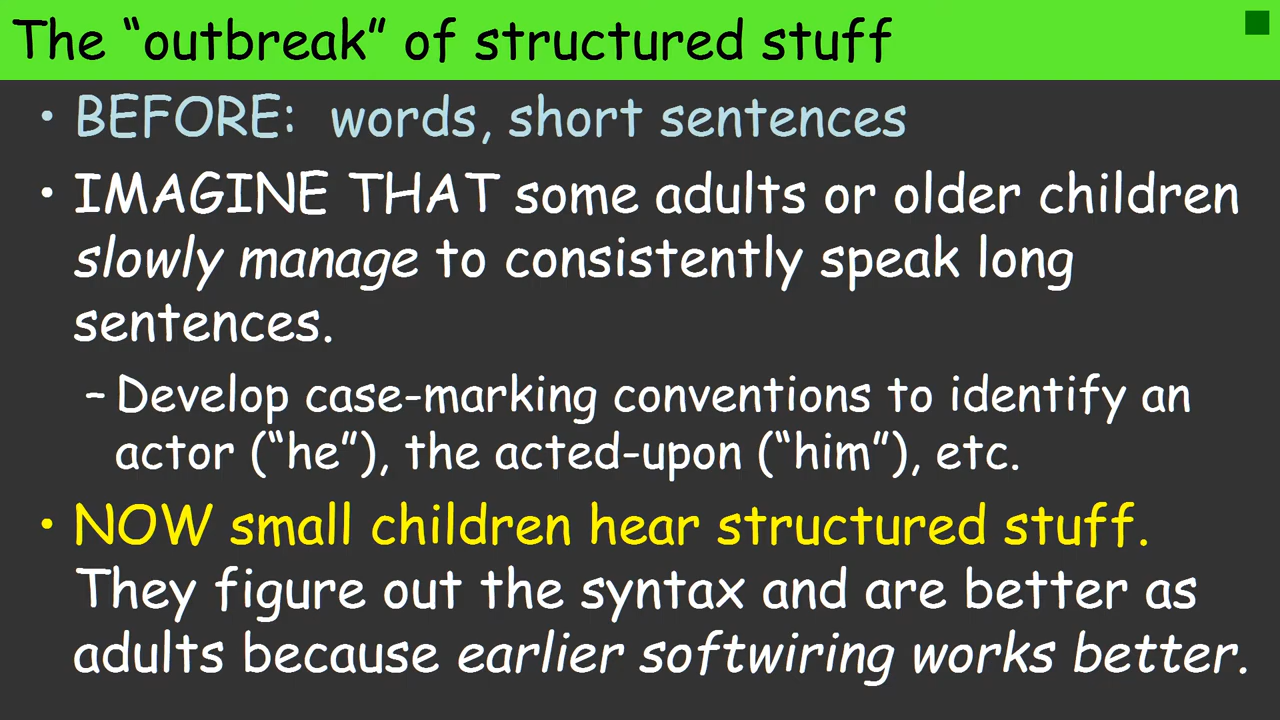 The “outbreak” of structured stuff
• BEFORE: words, short sentences
• IMAGINE THAT some adults or older children
slowly manage to consistently speak long
sentences.
– Develop case-marking conventions to identify an
actor (“he”), the acted-upon (“him”), etc.
• NOW small children hear structured stuff.
They figure out the syntax and are better as
adults because earlier softwiring works better.